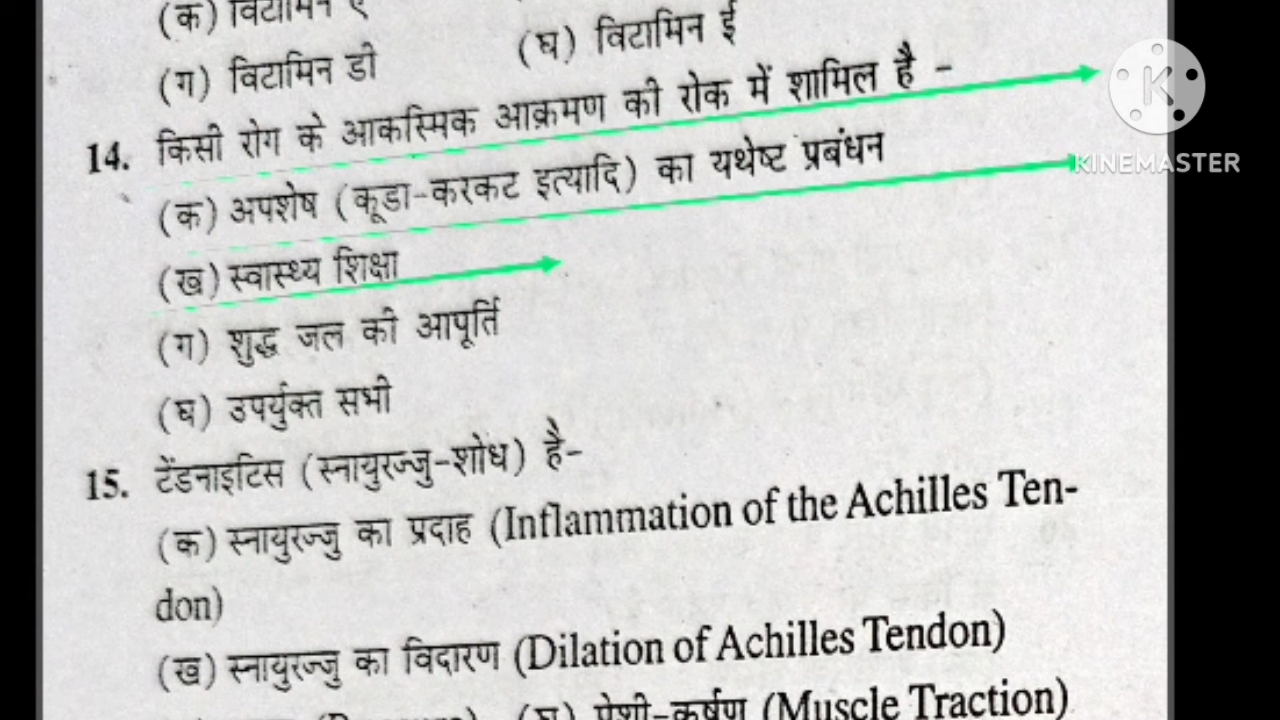 (क) विटामिन ए
(घ) विटामिन ई
(ग) विटामिन डी
14. किसी रोग के आकस्मिक आक्रमण की रोक में शामिल है -
(क) अपशेष (कूडा-करकट इत्यादि) का यथेष्ट प्रबंधन
(ख) स्वास्थ्य शिक्षा
(ग) शुद्ध जल की आपूर्ति
(घ) उपर्युक्त सभी
15. टेंडनाइटिस (स्नायुरज्जु-शोध) है-
(क) स्नायुरज्जु का प्रदाह (Inflammation of the Achilles Ten-
don)
(ख) स्नायुरज्जु का विदारण (Dilation of Achilles Tendon)
(घ) पेशी-कर्षण (Muscle Traction)
K
KINEMASTER